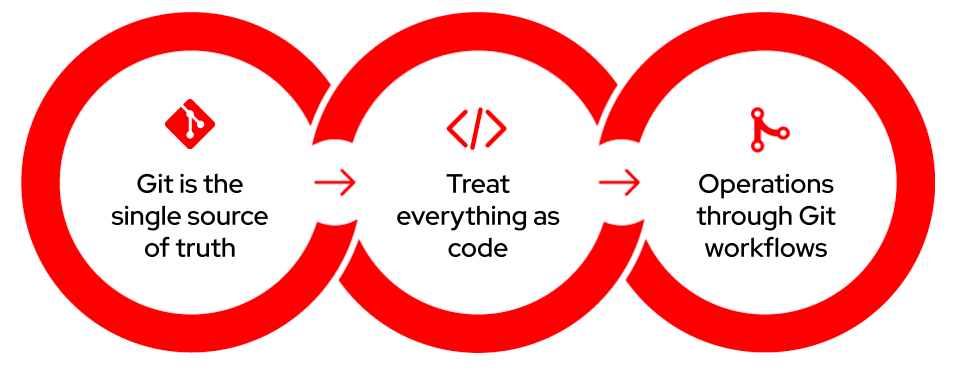 Git is the
single source
of truth
Treat
everything as
code
Operations
through Git
workflows